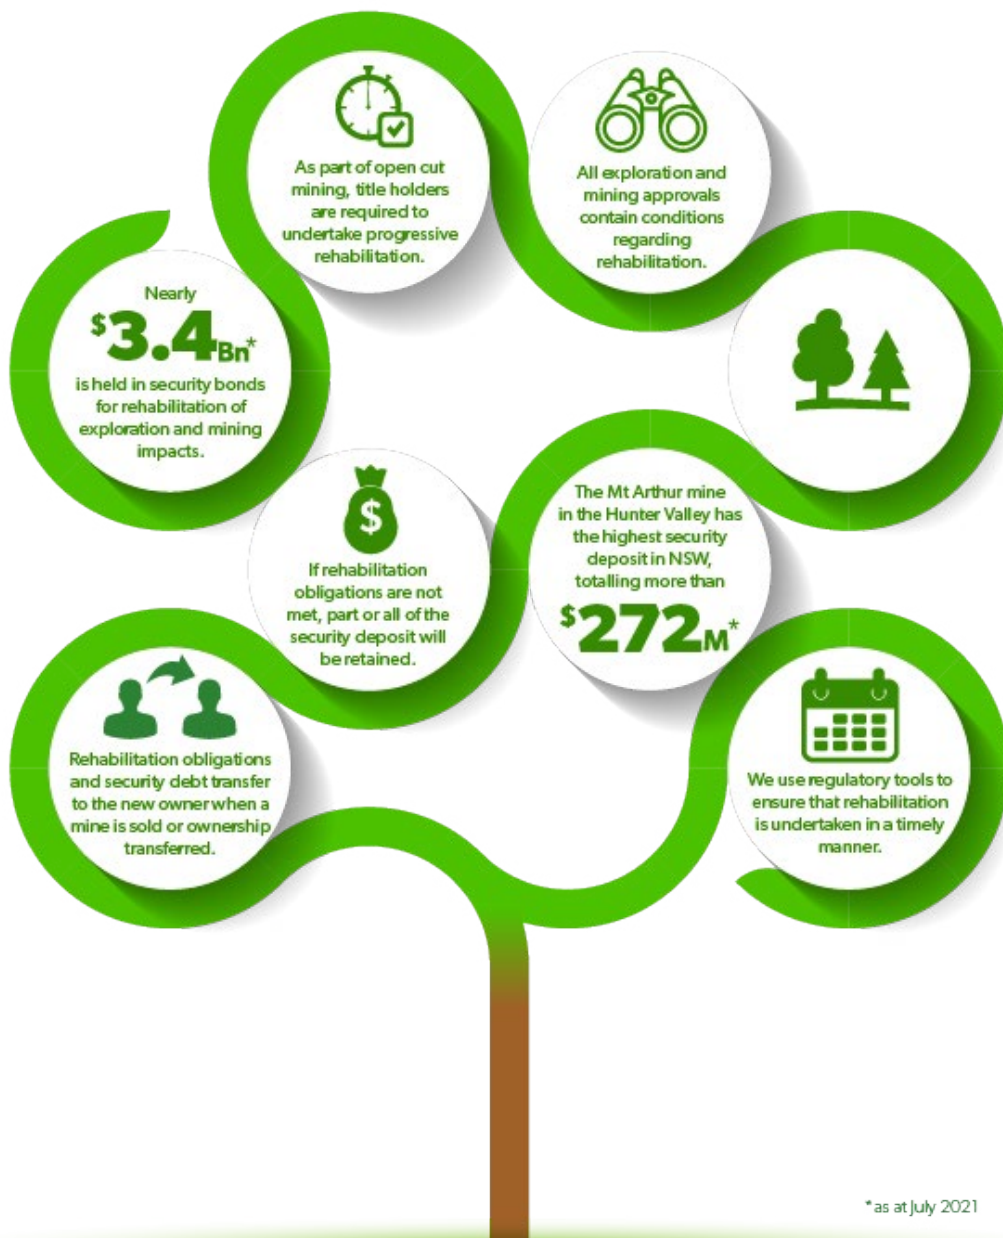 As part of open cut
mining, title holders
are required to
undertake progressive
rehabilitation.
All exploration and
mining approvals
contain conditions
regarding
rehabilitation.
Nearly
$3.4Bn*
is held in security bonds
for rehabilitation of
exploration and mining
impacts.
$
If rehabilitation
obligations are not
met, part or all of the
security deposit will
be retained.
The Mt Arthur mine
in the Hunter Valley has
the highest security
deposit in NSW,
totalling more than
$272M*
Rehabilitation obligations
and security debt transfer
to the new owner when a
mine is sold or ownership
transferred.
We use regulatory tools to
ensure that rehabilitation
is undertaken in a timely
manner.
*as at July 2021